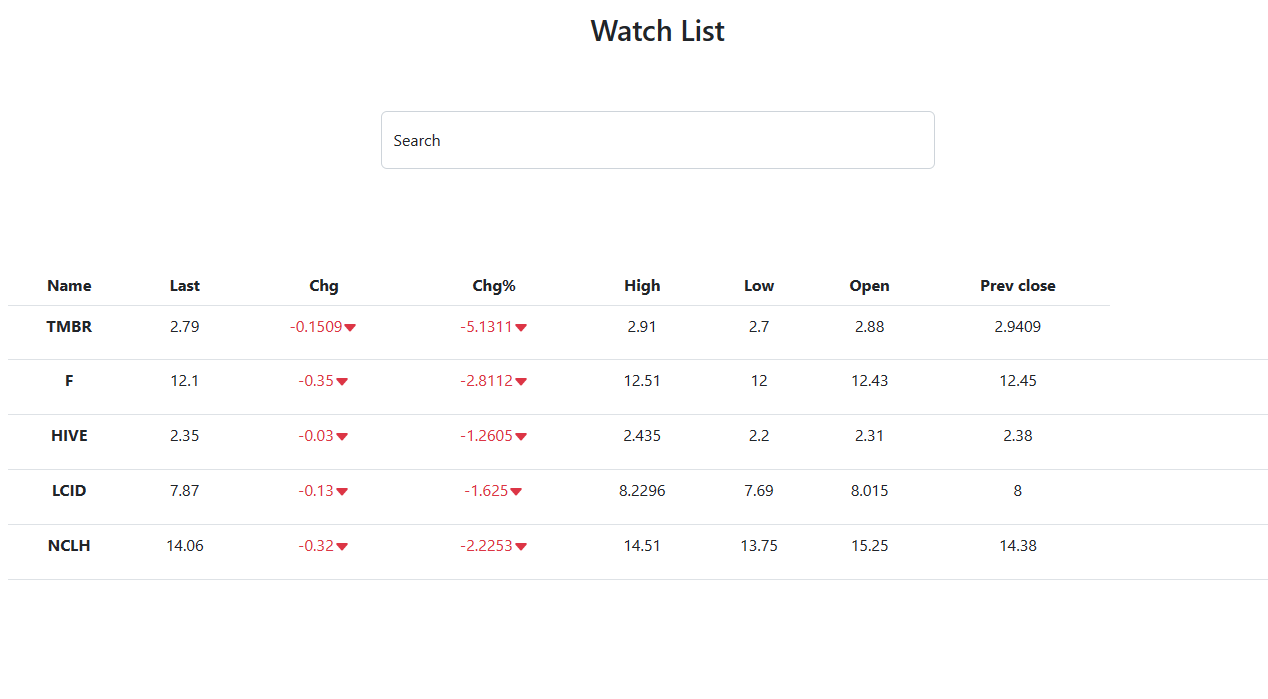 Watch List
Search
Name Last Chg Chg% High Low Open Prev close
TMBR 2.79 -0.1509 -5.1311 2.91 2.7 2.88 2.9409
F 12.1 -0.35 -2.8112 12.51 12 12.43 12.45
HIVE 2.35 -0.03 -1.2605 2.435 2.2 2.31 2.38
LCID 7.87 -0.13 -1.625 8.2296 7.69 8.015 8
NCLH 14.06 -0.32 -2.2253 14.51 13.75 15.25 14.38